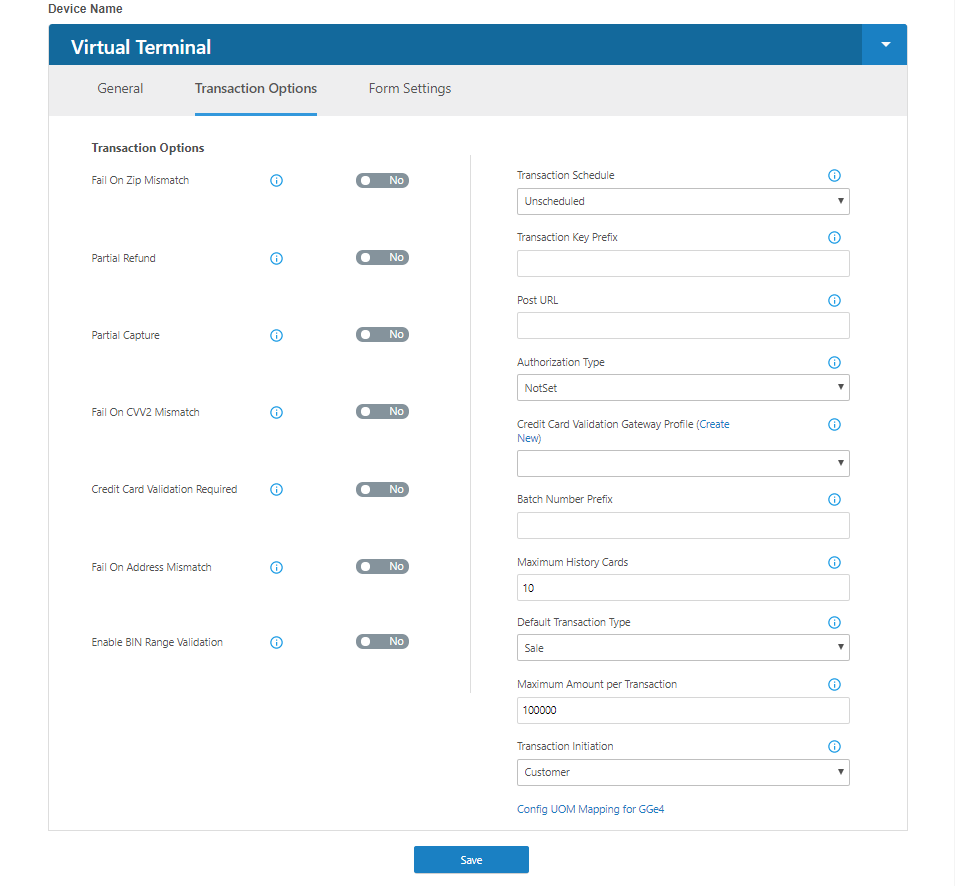 Device Name
Virtual Terminal
General
Transaction Options
Form Settings
Transaction Options
Fail On Zip Mismatch
No
Partial Refund
No
Partial Capture
No
Fail On CVV2 Mismatch
No
Credit Card Validation Required
No
Fail On Address Mismatch
No
Enable BIN Range Validation
No
Transaction Schedule
Unscheduled
Transaction Key Prefix
Post URL
Authorization Type
NotSet
Credit Card Validation Gateway Profile (Create
New)
Batch Number Prefix
Maximum History Cards
10
Default Transaction Type
Sale
Maximum Amount per Transaction
100000
Transaction Initiation
Customer
Config UOM Mapping for GGe4
Save